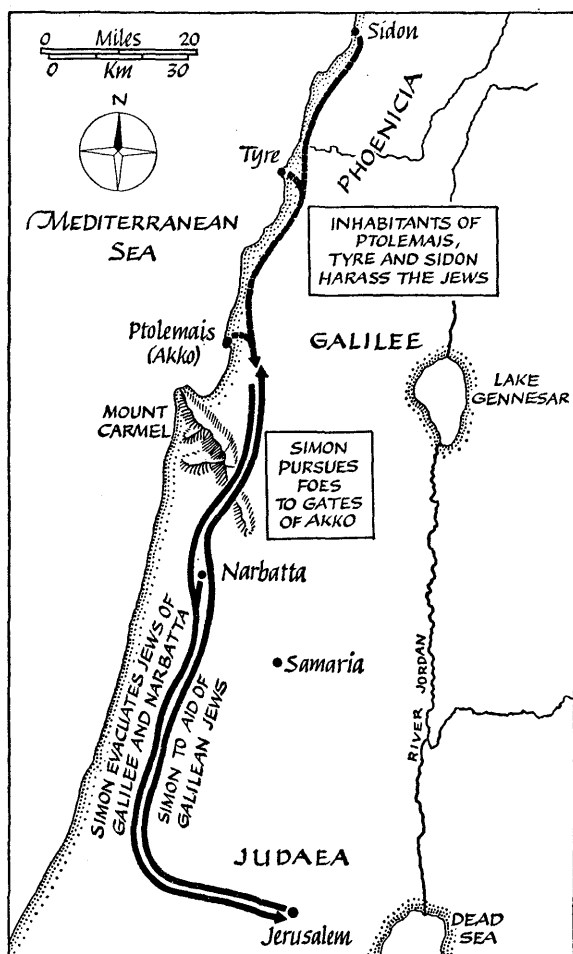 0 Miles 20
0 Km 30
N
Sidon
PHOENICIA
Tyre
MEDITERRANEAN
SEA
INHABITANTS OF
PTOLEMAIS,
TYRE AND SIDON
HARASS THE JEWS
Ptolemais
(Akko)
GALILEE
LAKE
GENNESAR
MOUNT
CARMEL
SIMON
PURSUES
FOES
TO GATES
OF AKKO
Narbatta
Samaria
RIVER JORDAN
SIMON EVACUATES JEWS OF
GALILEE AND NARBATTA
SIMON TO AID OF
GALILEAN JEWS
JUDAEA
Jerusalem
DEAD
SEA